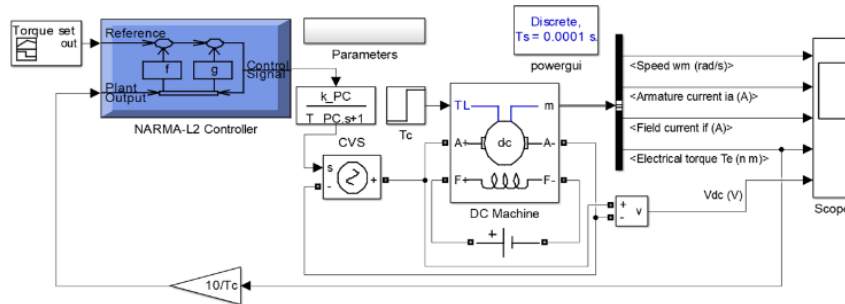 Torque set
out
Reference
f
g
Control
Signal
Plant
Output
NARMA-L2 Controller
Parameters
Discrete,
Ts = 0.0001 s.
powergui
k_PC
T_PC.s+1
CVS
s
-
+
Tc
TL
m
A+
dc
A-
F+
F-
DC Machine
+
<Speed wm (rad/s)>
<Armature current ia (A)>
<Field current if (A)>
<Electrical torque Te (n m)>
Vdc (V)
+
-
v
Scope
10/Tc